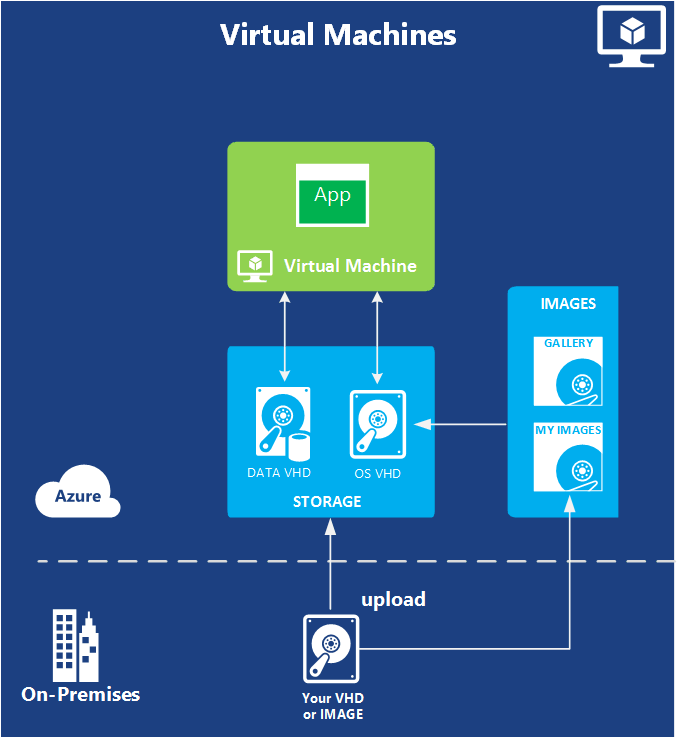 Virtual Machines
App
Virtual Machine
IMAGES
GALLERY
MY IMAGES
DATA VHD
OS VHD
STORAGE
Azure
upload
On-Premises
Your VHD
or IMAGE